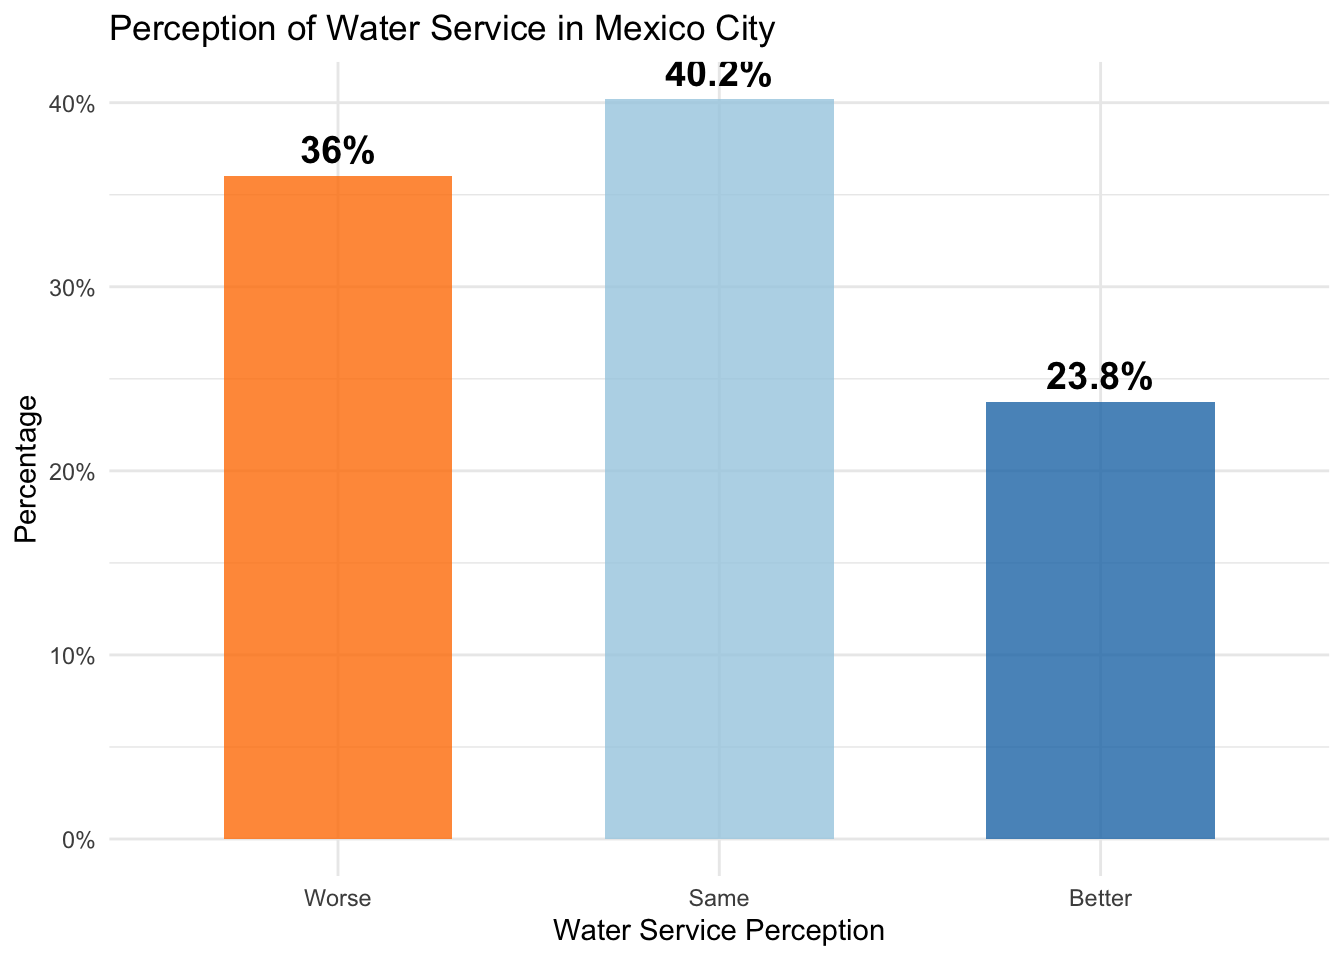 Perception of Water Service in Mexico City
40.2%
36%
23.8%
40%
30%
20%
10%
0%
Percentage
Worse
Same
Better
Water Service Perception